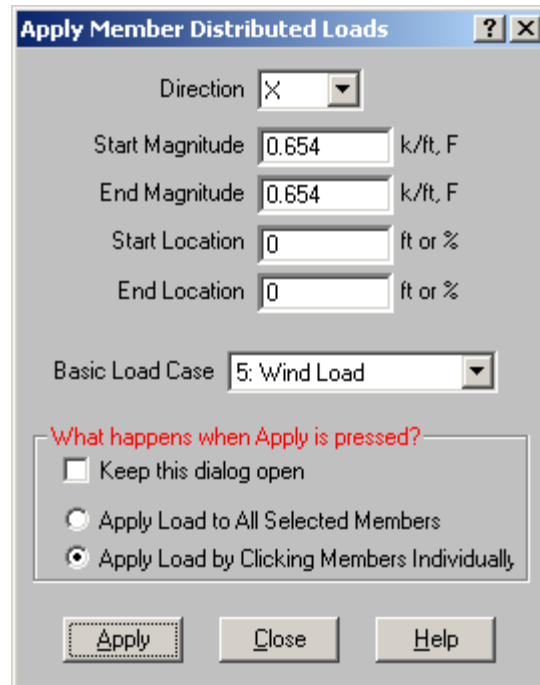 Apply Member Distributed Loads ? X
Direction X
Start Magnitude 0.654 k/ft, F
End Magnitude 0.654 k/ft, F
Start Location 0 ft or %
End Location 0 ft or %
Basic Load Case 5: Wind Load
What happens when Apply is pressed?
Keep this dialog open
Apply Load to All Selected Members
Apply Load by Clicking Members Individually
Apply Close Help